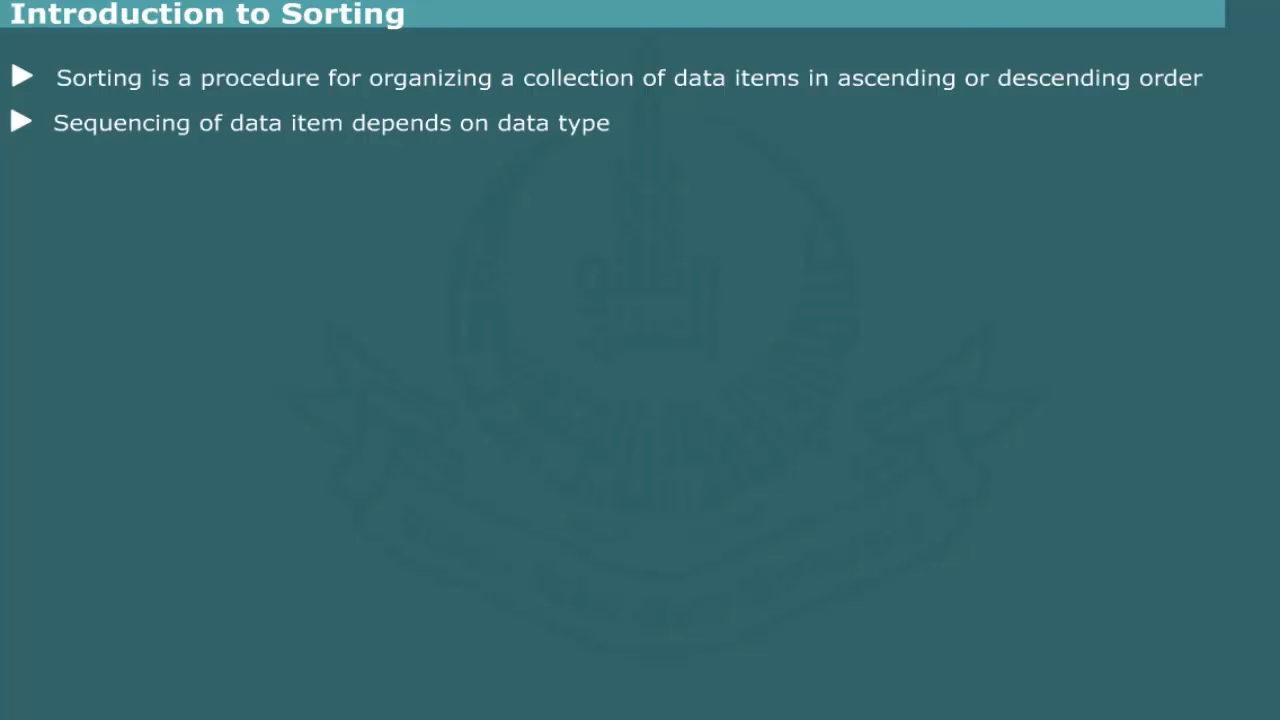 Introduction to Sorting
Sorting is a procedure for organizing a collection of data items in ascending or descending order
Sequencing of data item depends on data type